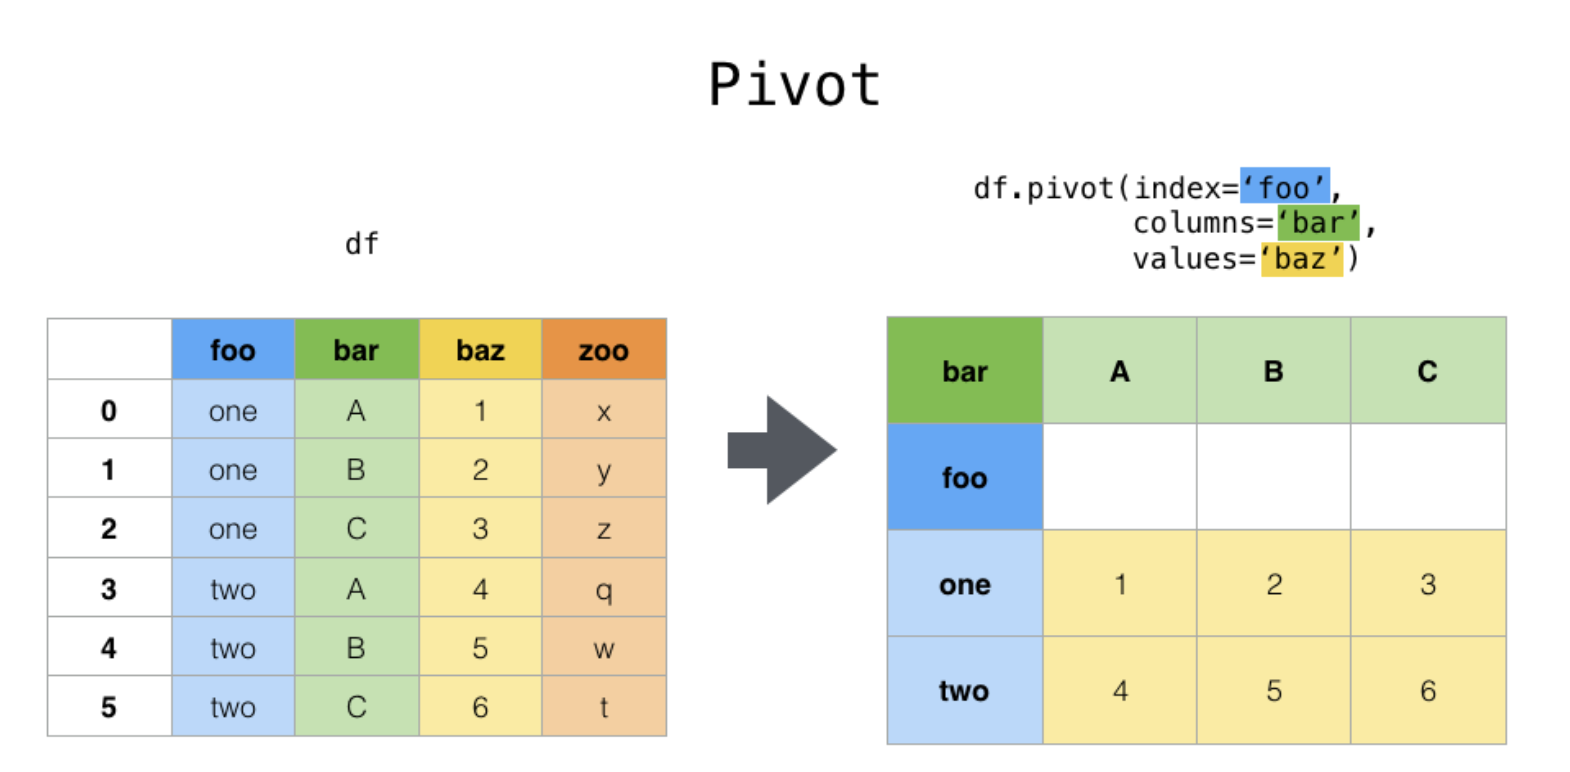 Pivot
df
foo bar baz zoo
0 one A 1 x
1 one B 2 y
2 one C 3 z
3 two A 4 q
4 two B 5 w
5 two C 6 t
df.pivot(index=‘foo’,
columns=‘bar’,
values=‘baz’)
bar A B C
foo
one 1 2 3
two 4 5 6